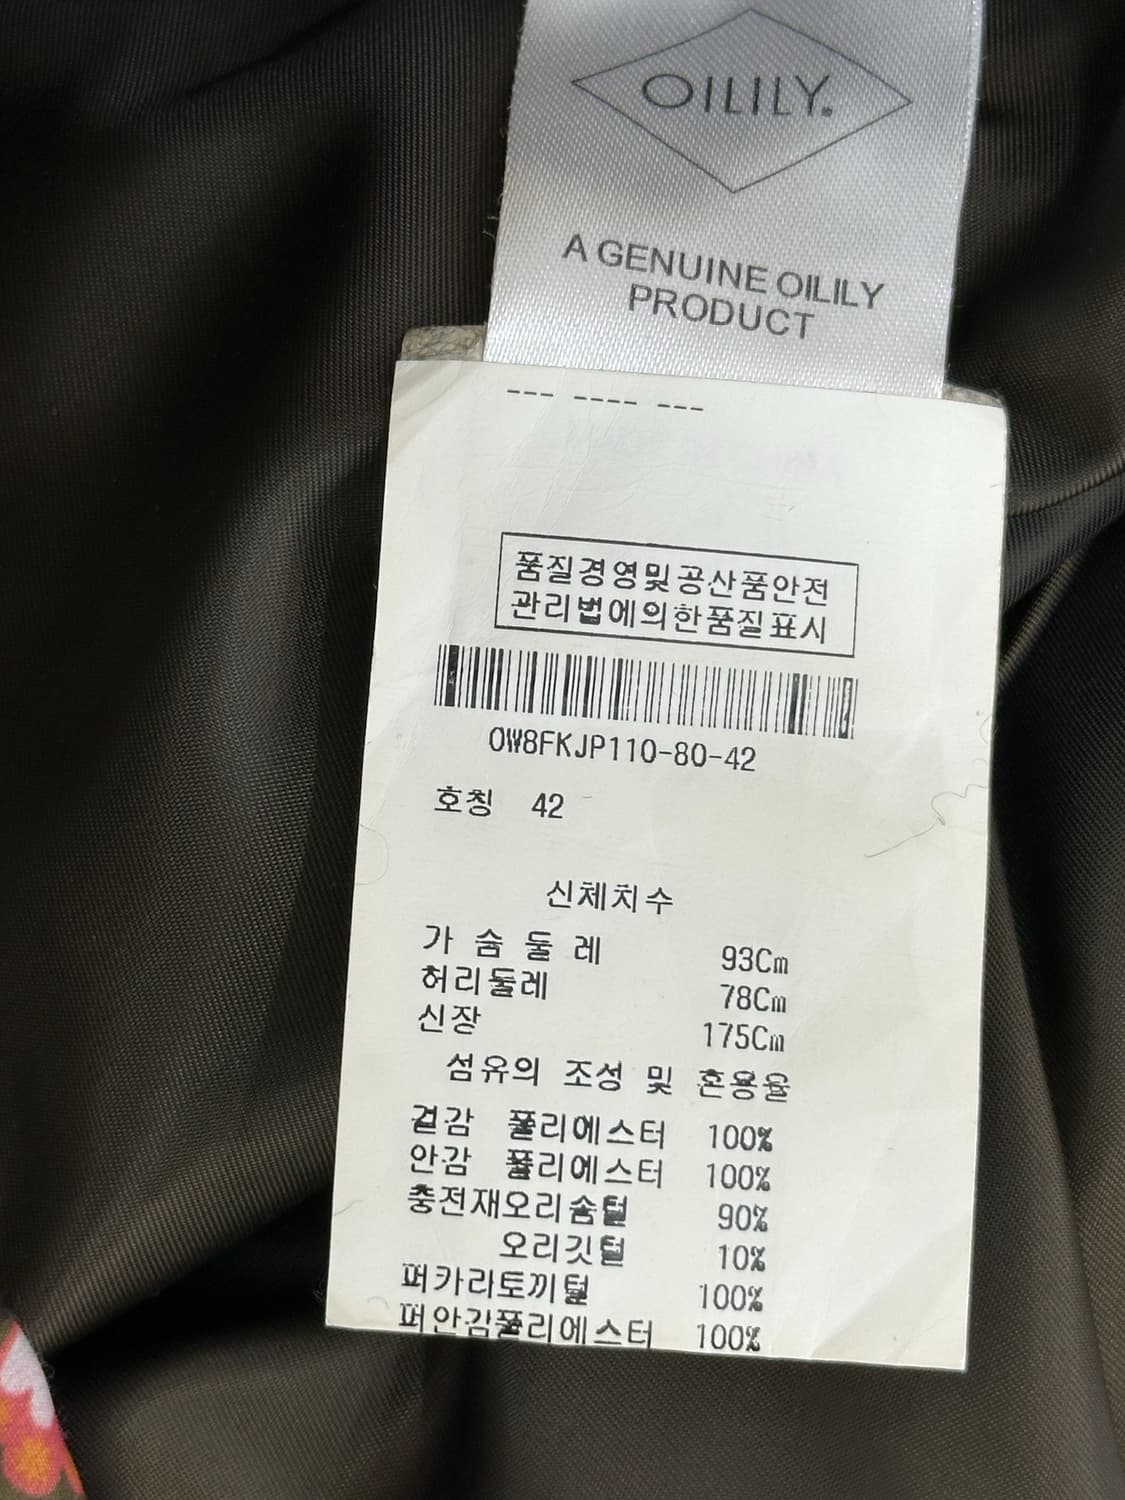 OILILY®
A GENUINE OILILY
PRODUCT
--- ---- ---
품질경영및공산품안전
관리법에의한품질표시
OW8FKJP110-80-42
호칭 42
신체치수
가 슴 둘 레 93Cm
허리둘레 78Cm
신장 175Cm
섬유의 조성 및 혼용율
겉감 폴리에스터 100%
안감 폴리에스터 100%
충전재오리솜털 90%
오리깃털 10%
퍼카라토끼털 100%
퍼안감폴리에스터 100%